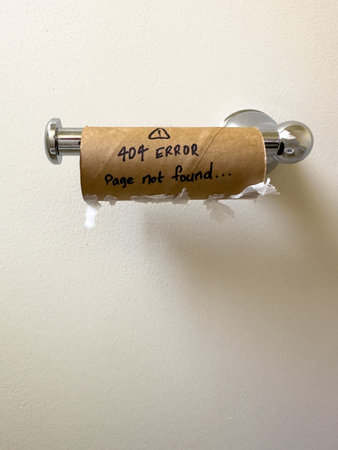 404 ERROR
Page not found...